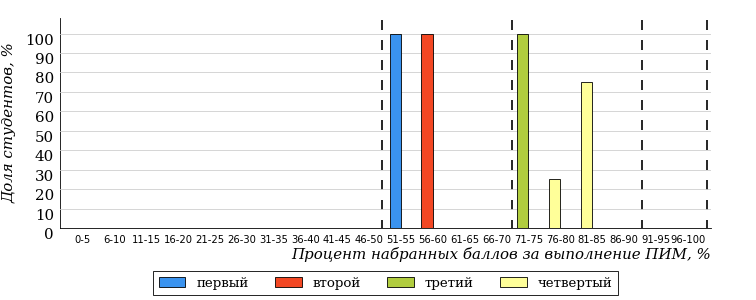 Доля студентов, %
100
90
80
70
60
50
40
30
20
10
0
0-5 6-10 11-15 16-20 21-25 26-30 31-35 36-40 41-45 46-50 51-55 56-60 61-65 66-70 71-75 76-80 81-85 86-90 91-95 96-100
Процент набранных баллов за выполнение ПИМ, %
первый второй третий четвертый